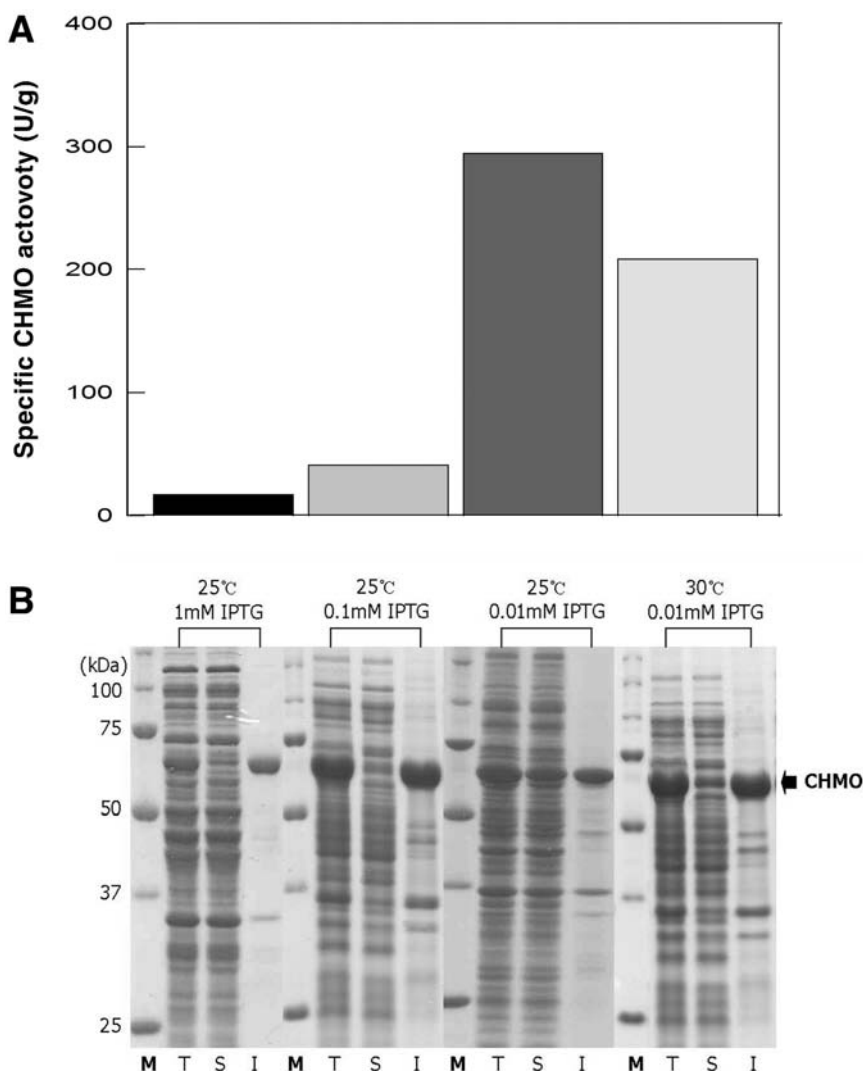 A
Specific CHMO actovoty (U/g)
400
300
200
100
0
B
25℃
1mM IPTG
25℃
0.1mM IPTG
25℃
0.01mM IPTG
30℃
0.01mM IPTG
(kDa)
100
75
50
37
25
CHMO
M T S I M T S I M T S I M T S I